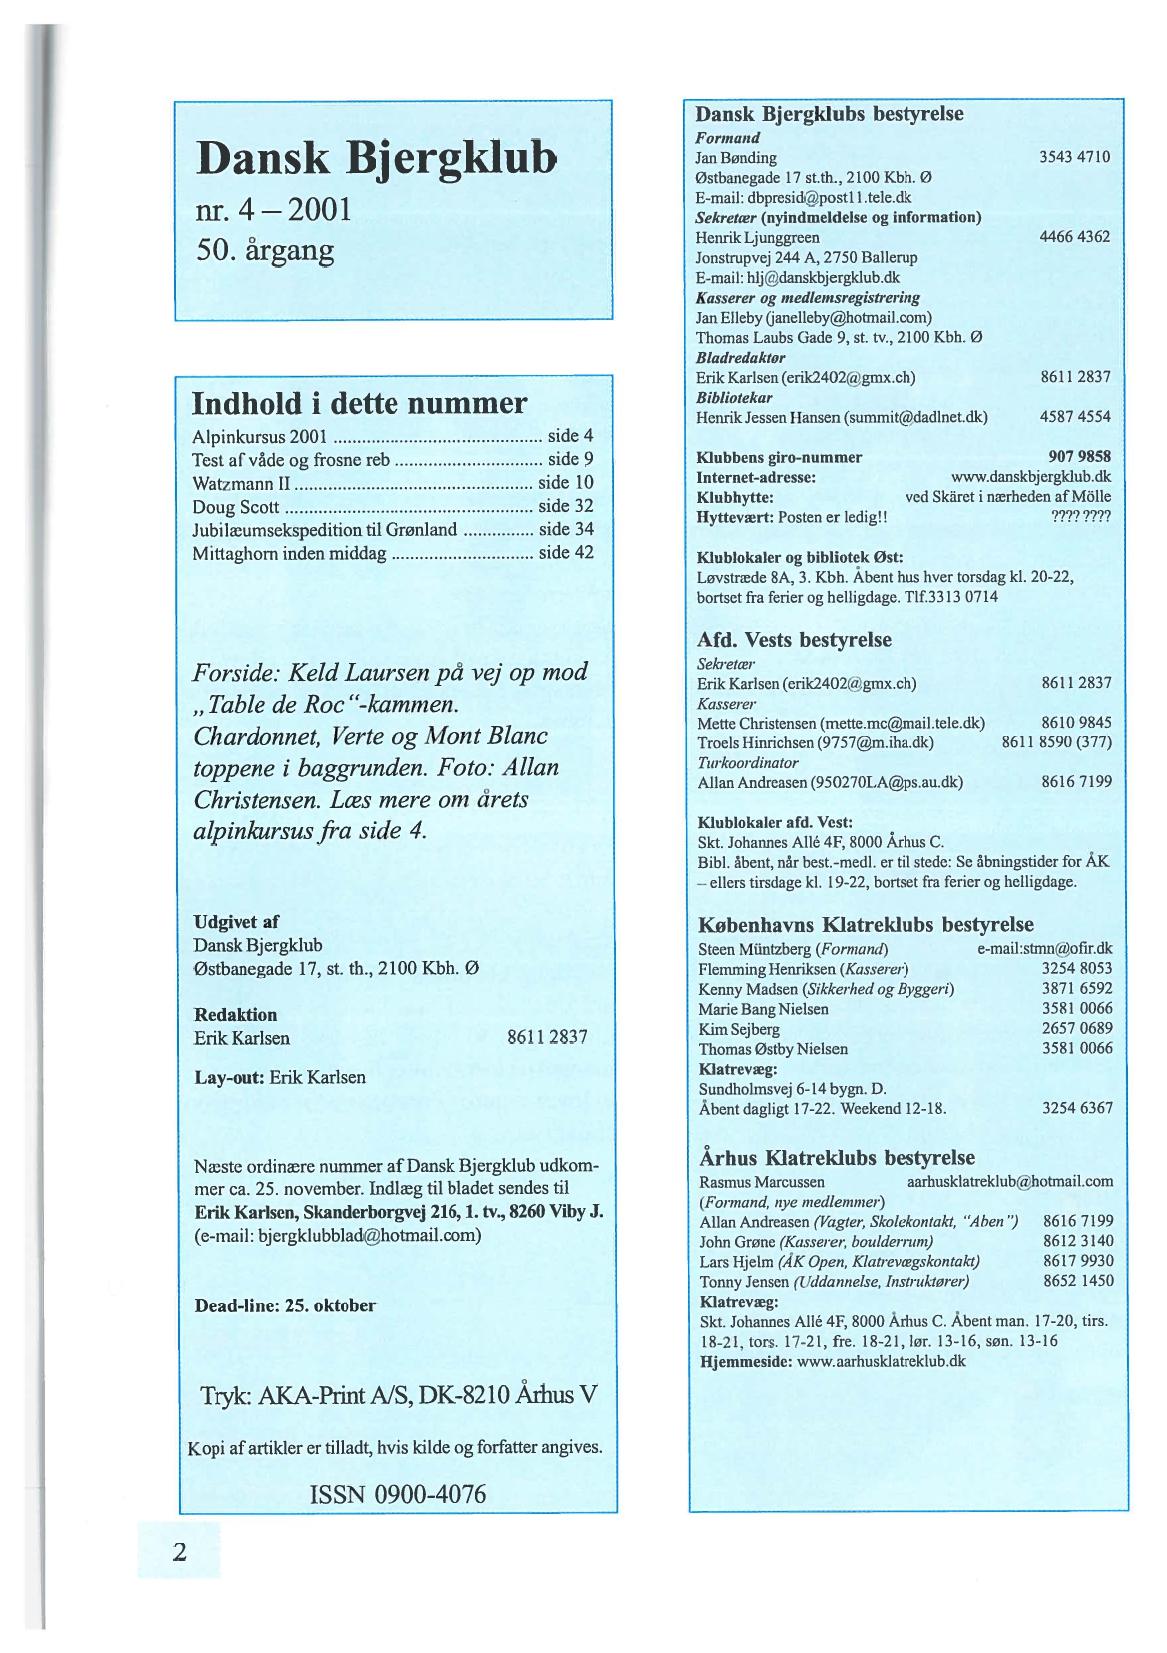 Dansk Bjergklub
nr. 4 – 2001
50. årgang
Indhold i dette nummer
Alpinkursus 2001 ............................................ side 4
Test af våde og frosne reb ............................... side 9
Watzmann II .................................................. side 10
Doug Scott .................................................... side 32
Jubilæumsekspedition til Grønland ............... side 34
Mittaghorn inden middag .............................. side 42
Forside: Keld Laursen på vej op mod
„Table de Roc“-kammen.
Chardonnet, Verte og Mont Blanc
toppene i baggrunden. Foto: Allan
Christensen. Læs mere om årets
alpinkursus fra side 4.
Udgivet af
Dansk Bjergklub
Østbanegade 17, st. th., 2100 Kbh. Ø
Redaktion
Erik Karlsen 8611 2837
Lay-out: Erik Karlsen
Næste ordinære nummer af Dansk Bjergklub udkom-
mer ca. 25. november. Indlæg til bladet sendes til
Erik Karlsen, Skanderborgvej 216, 1. tv., 8260 Viby J.
(e-mail: bjergklubblad@hotmail.com)
Dead-line: 25. oktober
Tryk: AKA-Print A/S, DK-8210 Århus V
Kopi af artikler er tilladt, hvis kilde og forfatter angives.
ISSN 0900-4076
2
Dansk Bjergklubs bestyrelse
Formand
Jan Bønding 3543 4710
Østbanegade 17 st.th., 2100 Kbh. Ø
E-mail: dbpresid@post11.tele.dk
Sekretær (nyindmeldelse og information)
Henrik Ljunggreen 4466 4362
Jonstrupvej 244 A, 2750 Ballerup
E-mail: hlj@danskbjergklub.dk
Kasserer og medlemsregistrering
Jan Elleby (janelleby@hotmail.com)
Thomas Laubs Gade 9, st. tv., 2100 Kbh. Ø
Bladredaktør
Erik Karlsen (erik2402@gmx.ch) 8611 2837
Bibliotekar
Henrik Jessen Hansen (summit@dadlnet.dk) 4587 4554
Klubbens giro-nummer 907 9858
Internet-adresse: www.danskbjergklub.dk
Klubhytte: ved Skäret i nærheden af Mölle
Hyttevært: Posten er ledig!! ???? ????
Klublokaler og bibliotek Øst:
Løvstræde 8A, 3. Kbh. Åbent hus hver torsdag kl. 20-22,
bortset fra ferier og helligdage. Tlf.3313 0714
Afd. Vests bestyrelse
Sekretær
Erik Karlsen (erik2402@gmx.ch) 8611 2837
Kasserer
Mette Christensen (mette.mc@mail.tele.dk) 8610 9845
Troels Hinrichsen (9757@m.iha.dk) 8611 8590 (377)
Turkoordinator
Allan Andreasen (950270LA@ps.au.dk) 8616 7199
Klublokaler afd. Vest:
Skt. Johannes Allé 4F, 8000 Århus C.
Bibl. åbent, når best.-medl. er til stede: Se åbningstider for ÅK
– ellers tirsdage kl. 19-22, bortset fra ferier og helligdage.
Københavns Klatreklubs bestyrelse
Steen Müntzberg (Formand) e-mail:stmn@ofir.dk
Flemming Henriksen (Kasserer) 3254 8053
Kenny Madsen (Sikkerhed og Byggeri) 3871 6592
Marie Bang Nielsen 3581 0066
Kim Sejberg 2657 0689
Thomas Østby Nielsen 3581 0066
Klatrevæg:
Sundholmsvej 6-14 bygn. D.
Åbent dagligt 17-22. Weekend 12-18. 3254 6367
Århus Klatreklubs bestyrelse
Rasmus Marcussen aarhusklatreklub@hotmail.com
(Formand, nye medlemmer)
Allan Andreasen (Vagter, Skolekontakt, "Aben") 8616 7199
John Grøne (Kasserer, boulderrum) 8612 3140
Lars Hjelm (ÅK Open, Klatrevægskontakt) 8617 9930
Tonny Jensen (Uddannelse, Instruktører) 8652 1450
Klatrevæg:
Skt. Johannes Allé 4F, 8000 Århus C. Åbent man. 17-20, tirs.
18-21, tors. 17-21, fre. 18-21, lør. 13-16, søn. 13-16
Hjemmeside: www.aarhusklatreklub.dk